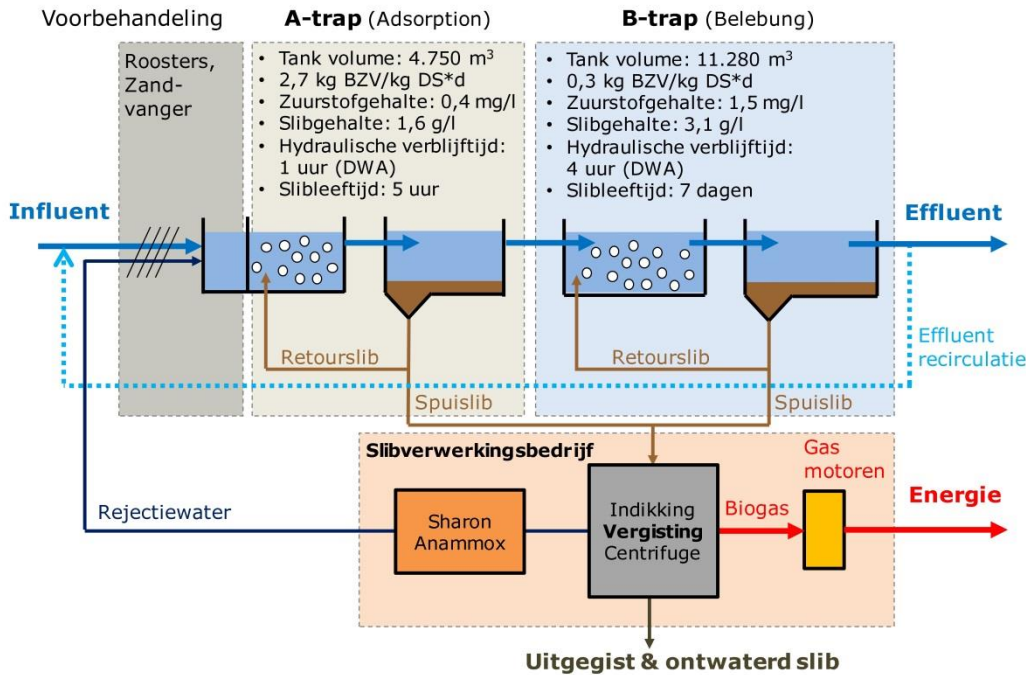 Voorbehandeling
A-trap (Adsorption)
B-trap (Belebung)
Roosters,
Zand-
vanger
• Tank volume: 4.750 m³
• 2,7 kg BZV/kg DS*d
• Zuurstofgehalte: 0,4 mg/l
• Slibgehalte: 1,6 g/l
• Hydraulische verblijftijd:
1 uur (DWA)
• Slibleeftijd: 5 uur
• Tank volume: 11.280 m³
• 0,3 kg BZV/kg DS*d
• Zuurstofgehalte: 1,5 mg/l
• Slibgehalte: 3,1 g/l
• Hydraulische verblijftijd:
4 uur (DWA)
• Slibleeftijd: 7 dagen
Influent
Effluent
Retourslib
Retourslib
Effluent
recirculatie
Spuislib
Spuislib
Slibverwerkingsbedrijf
Gas
motoren
Rejectiewater
Sharon
Anammox
Indikking
Vergisting
Centrifuge
Biogas
Energie
Uitgegist & ontwaterd slib